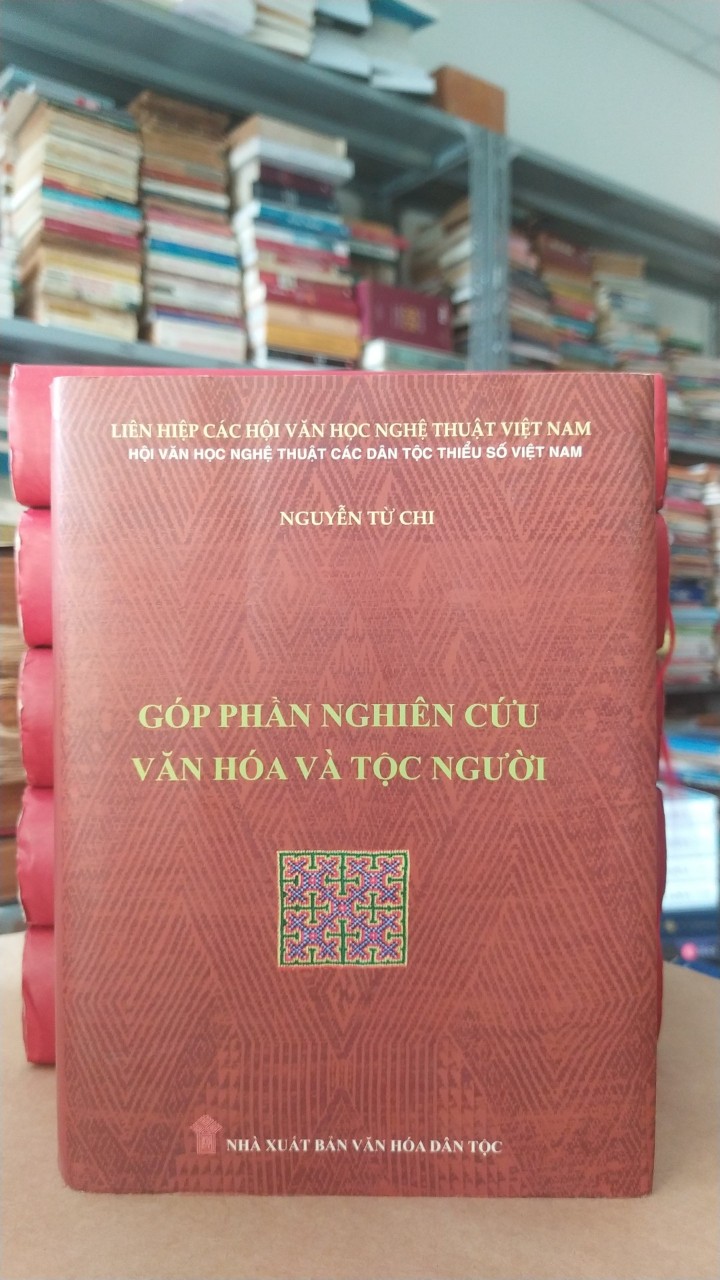 LIÊN HIỆP CÁC HỘI VĂN HỌC NGHỆ THUẬT VIỆT NAM
HỘI VĂN HỌC NGHỆ THUẬT CÁC DÂN TỘC THIỂU SỐ VIỆT NAM
NGUYỄN TỪ CHI
GÓP PHẦN NGHIÊN CỨU
VĂN HÓA VÀ TỘC NGƯỜI
NHÀ XUẤT BẢN VĂN HÓA DÂN TỘC